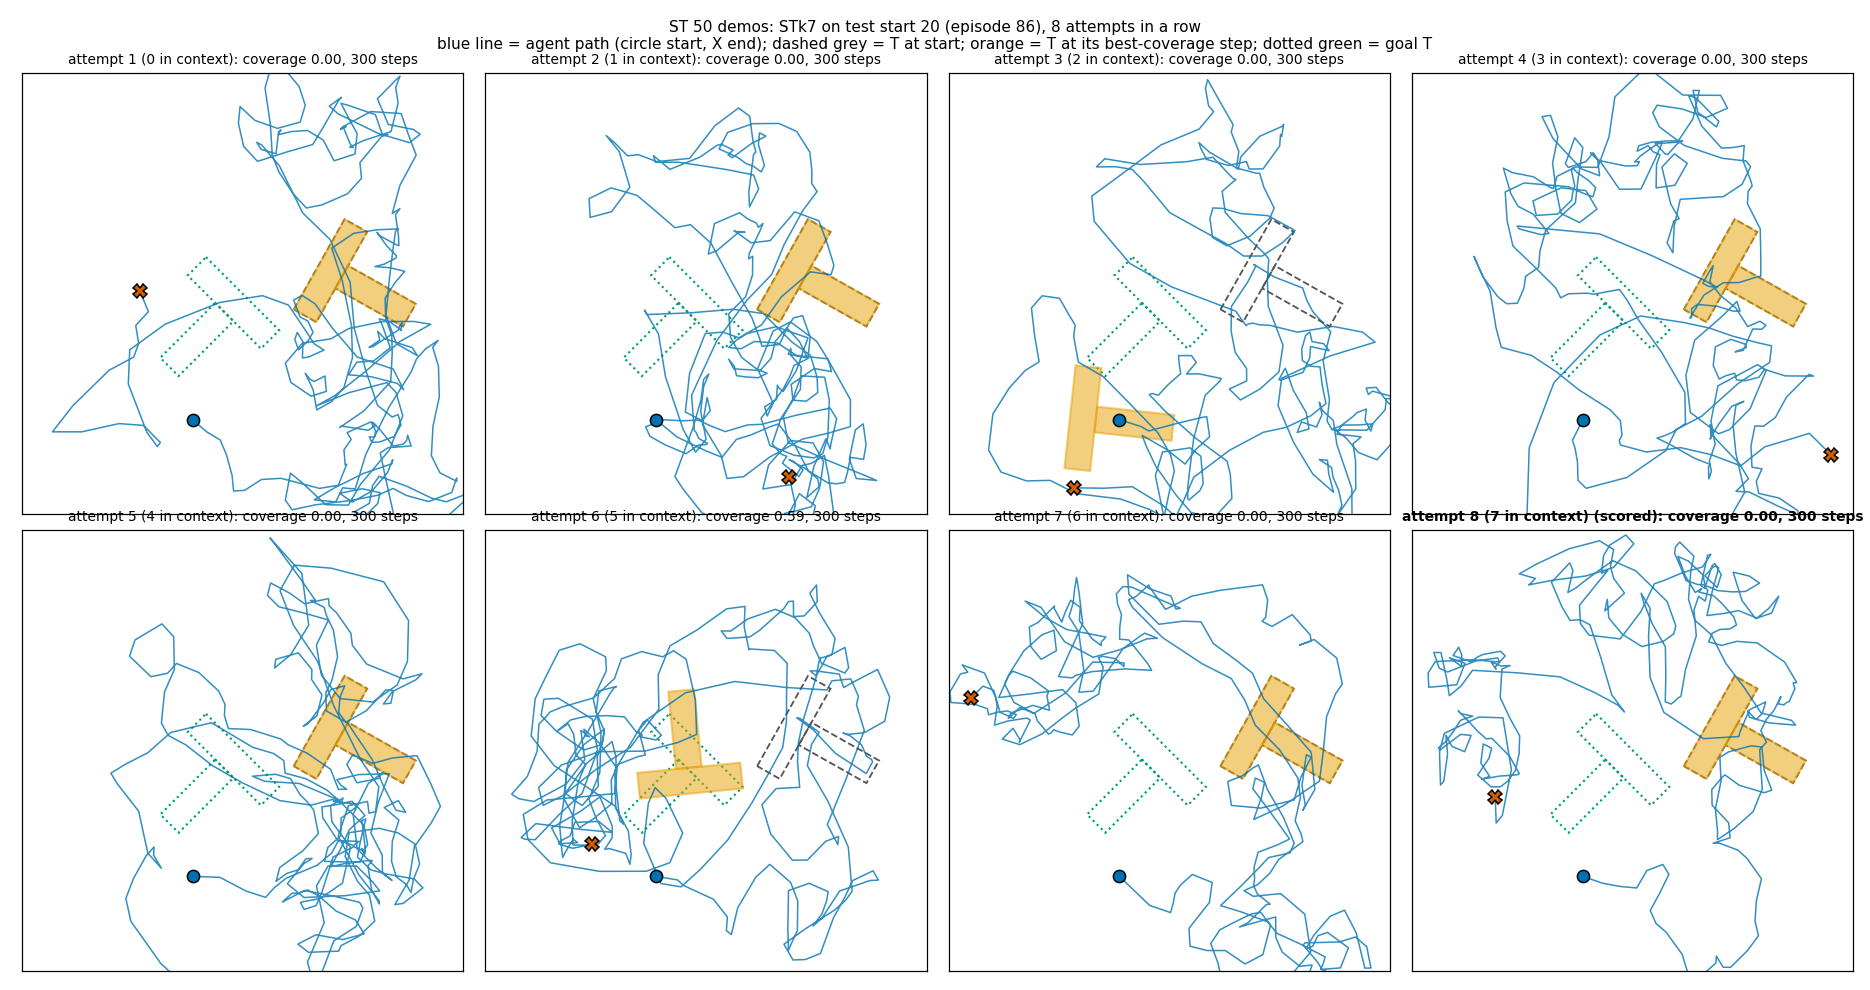 ST 50 demos: STk7 on test start 20 (episode 86), 8 attempts in a row
blue line = agent path (circle start, X end); dashed grey = T at start; orange = T at its best-coverage step; dotted green = goal T
attempt 1 (0 in context): coverage 0.00, 300 steps
attempt 2 (1 in context): coverage 0.00, 300 steps
attempt 3 (2 in context): coverage 0.00, 300 steps
attempt 4 (3 in context): coverage 0.00, 300 steps
attempt 5 (4 in context): coverage 0.00, 300 steps
attempt 6 (5 in context): coverage 0.59, 300 steps
attempt 7 (6 in context): coverage 0.00, 300 steps
attempt 8 (7 in context) (scored): coverage 0.00, 300 steps